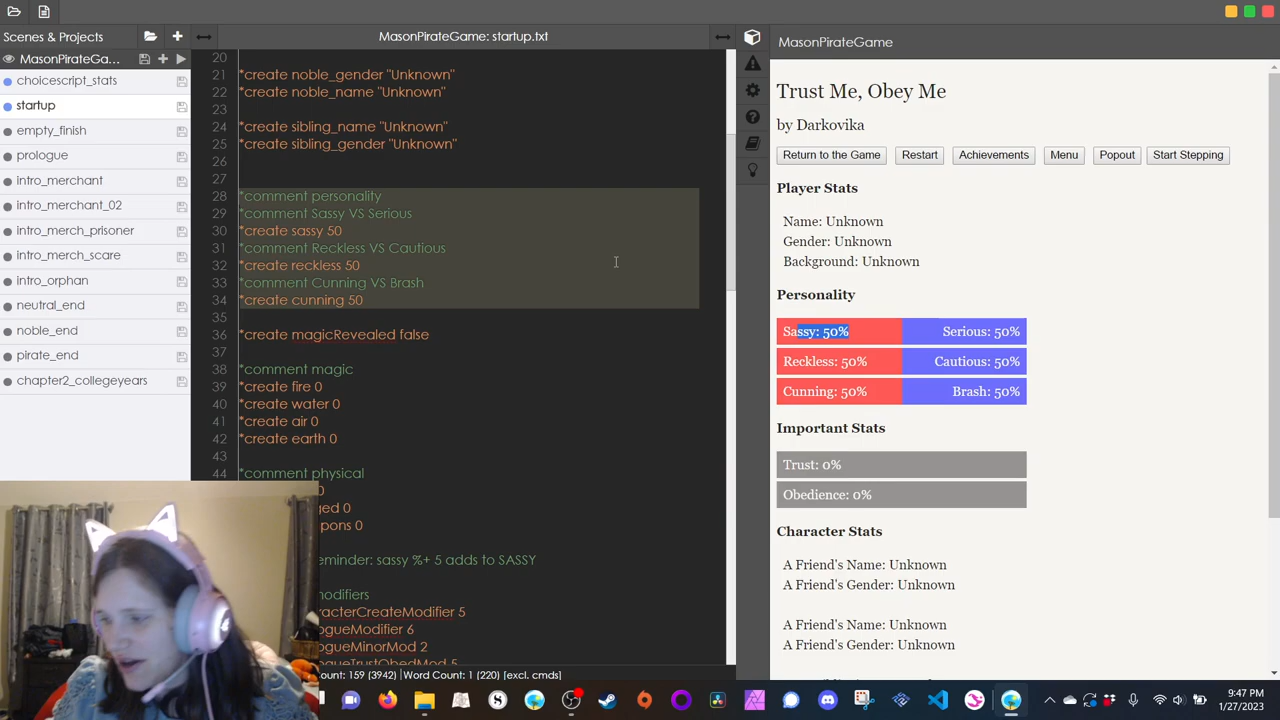 Scenes & Projects
MasonPirateGame: startup.txt
MasonPirateGame
MasonPirateGa...
choicescript_stats
startup
empty_finish
prologue
intro_merchant
intro_merchant_02
intro_merch_prisoner
intro_merch_scare
intro_orphan
neutral_end
noble_end
pirate_end
chapter2_collegeyears
20
21 *create noble_gender "Unknown"
22 *create noble_name "Unknown"
23
24 *create sibling_name "Unknown"
25 *create sibling_gender "Unknown"
26
27
28 *comment personality
29 *comment Sassy VS Serious
30 *create sassy 50
31 *comment Reckless VS Cautious
32 *create reckless 50
33 *comment Cunning VS Brash
34 *create cunning 50
35
36 *create magicRevealed false
37
38 *comment magic
39 *create fire 0
40 *create water 0
41 *create air 0
42 *create earth 0
43
44 *comment physical
0
ged 0
pons 0
eminder: sassy %+ 5 adds to SASSY
odifiers
racterCreateModifier 5
logueModifier 6
logueMinorMod 2
logueTrustObedMod 5
ount: 159 (3942) |Word Count: 1 (220) [excl. cmds]
Trust Me, Obey Me
by Darkovika
Return to the Game Restart Achievements Menu Popout Start Stepping
Player Stats
Name: Unknown
Gender: Unknown
Background: Unknown
Personality
Sassy: 50% Serious: 50%
Reckless: 50% Cautious: 50%
Cunning: 50% Brash: 50%
Important Stats
Trust: 0%
Obedience: 0%
Character Stats
A Friend's Name: Unknown
A Friend's Gender: Unknown
A Friend's Name: Unknown
A Friend's Gender: Unknown
9:47 PM
1/27/2023